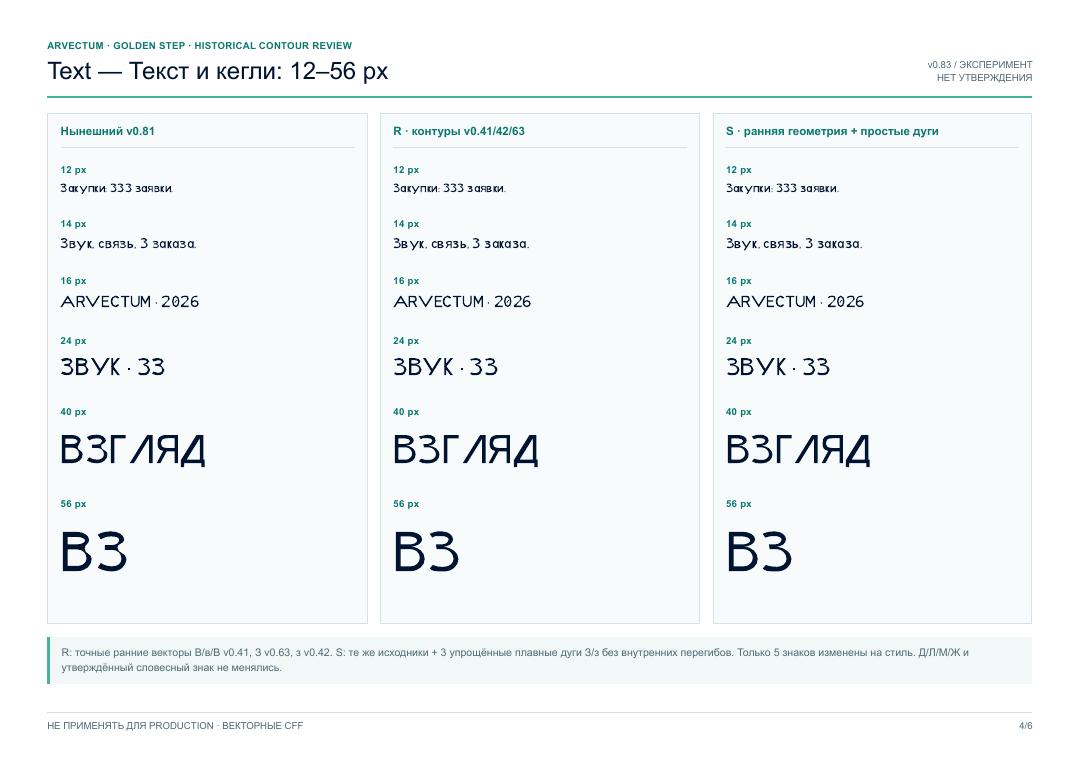 ARVECTUM · GOLDEN STEP · HISTORICAL CONTOUR REVIEW
Text — Текст и кегли: 12–56 px
v0.83 / ЭКСПЕРИМЕНТ
НЕТ УТВЕРЖДЕНИЯ
Нынешний v0.81
12 px
Закупки: 333 заявки.
14 px
Звук, связь, 3 заказа.
16 px
ARVECTUM · 2026
24 px
ЗВУК · 33
40 px
ВЗГЛЯД
56 px
ВЗ
R · контуры v0.41/42/63
12 px
Закупки: 333 заявки.
14 px
Звук, связь, 3 заказа.
16 px
ARVECTUM · 2026
24 px
ЗВУК · 33
40 px
ВЗГЛЯД
56 px
ВЗ
S · ранняя геометрия + простые дуги
12 px
Закупки: 333 заявки.
14 px
Звук, связь, 3 заказа.
16 px
ARVECTUM · 2026
24 px
ЗВУК · 33
40 px
ВЗГЛЯД
56 px
ВЗ
R: точные ранние векторы В/в/B v0.41, З v0.63, з v0.42. S: те же исходники + 3 упрощённые плавные дуги З/з без внутренних перегибов. Только 5 знаков изменены на стиль. Д/Л/М/Ж и
утверждённый словесный знак не менялись.
НЕ ПРИМЕНЯТЬ ДЛЯ PRODUCTION · ВЕКТОРНЫЕ CFF
4/6